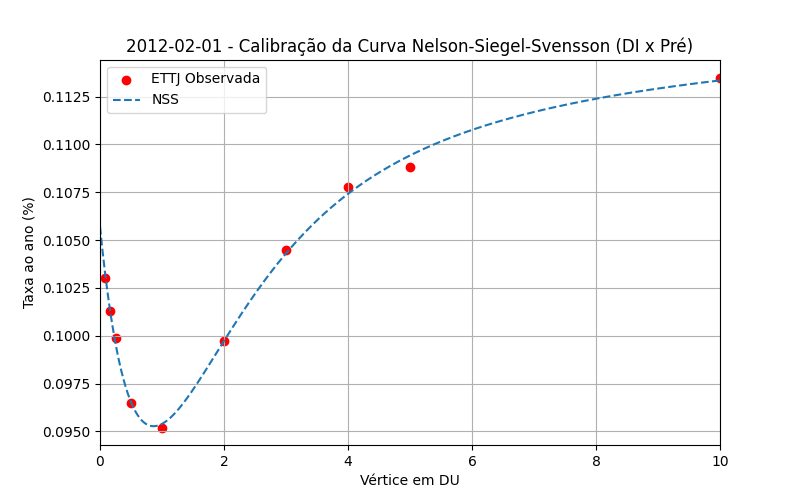 2012-02-01 - Calibração da Curva Nelson-Siegel-Svensson (DI x Pré)
ETTJ Observada
NSS
Taxa ao ano (%)
0.1125
0.1100
0.1075
0.1050
0.1025
0.1000
0.0975
0.0950
0 2 4 6 8 10
Vértice em DU